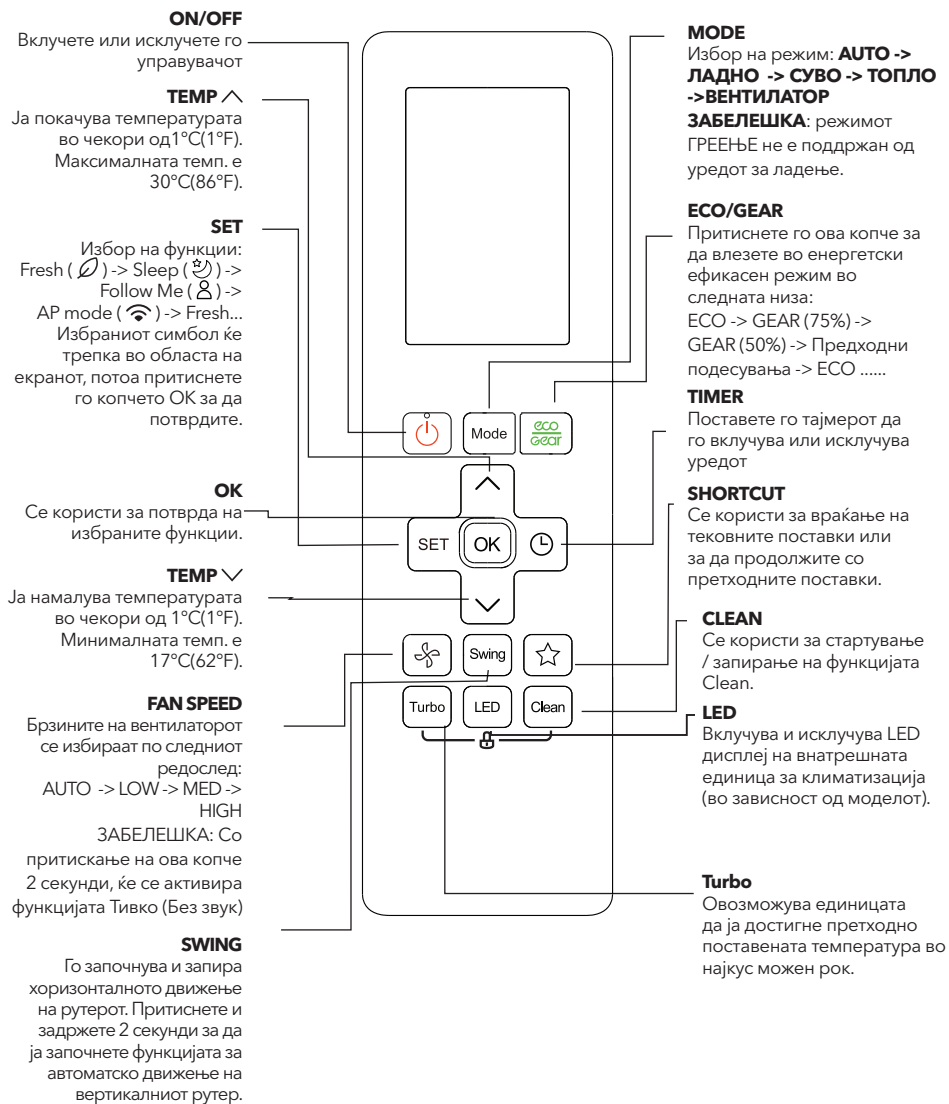 ON/OFF
Вклучете или исклучете го
управувачот
TEMP
Ја покачува температурата
во чекори од1°C(1°F).
Максималната темп. е
30°C(86°F).
SET
Избор на функции:
Fresh ( ) -> Sleep ( ) ->
Follow Me ( ) ->
AP mode ( ) -> Fresh...
Избраниот симбол ќе
трепка во областа на
екранот, потоа притиснете
го копчето OK за да
потврдите.
OK
Се користи за потврда на
избраните функции.
TEMP
Ја намалува температурата
во чекори од 1°C(1°F).
Минималната темп. е
17°C(62°F).
FAN SPEED
Брзините на вентилаторот
се избираат по следниот
редослед:
AUTO -> LOW -> MED ->
HIGH
ЗАБЕЛЕШКА: Со
притискање на ова копче
2 секунди, ќе се активира
функцијата Тивко (Без звук)
SWING
Го започнува и запира
хоризонталното движење
на рутерот. Притиснете и
задржете 2 секунди за да
ја започнете функцијата за
автоматско движење на
вертикалниот рутер.
Mode
eco
Gear
SET
OK
Swing
Turbo
LED
Clean
MODE
Избор на режим: AUTO ->
ЛАДНО -> СУВО -> ТОПЛО
->ВЕНТИЛАТОР
ЗАБЕЛЕШКА: режимот
ГРЕЕЊЕ не е поддржан од
уредот за ладење.
ECO/GEAR
Притиснете го ова копче за
да влезете во енергетски
ефикасен режим во
следната низа:
ECO -> GEAR (75%) ->
GEAR (50%) -> Предходни
подесувања -> ECO ......
TIMER
Поставете го тајмерот да
го вклучува или исклучува
уредот
SHORTCUT
Се користи за враќање на
тековните поставки или
за да продолжите со
претходните поставки.
CLEAN
Се користи за стартување
/ запирање на функцијата
Clean.
LED
Вклучува и исклучува LED
дисплеј на внатрешната
единица за климатизација
(во зависност од моделот).
Turbo
Овозможува единицата
да ја достигне претходно
поставената температура во
најкус можен рок.